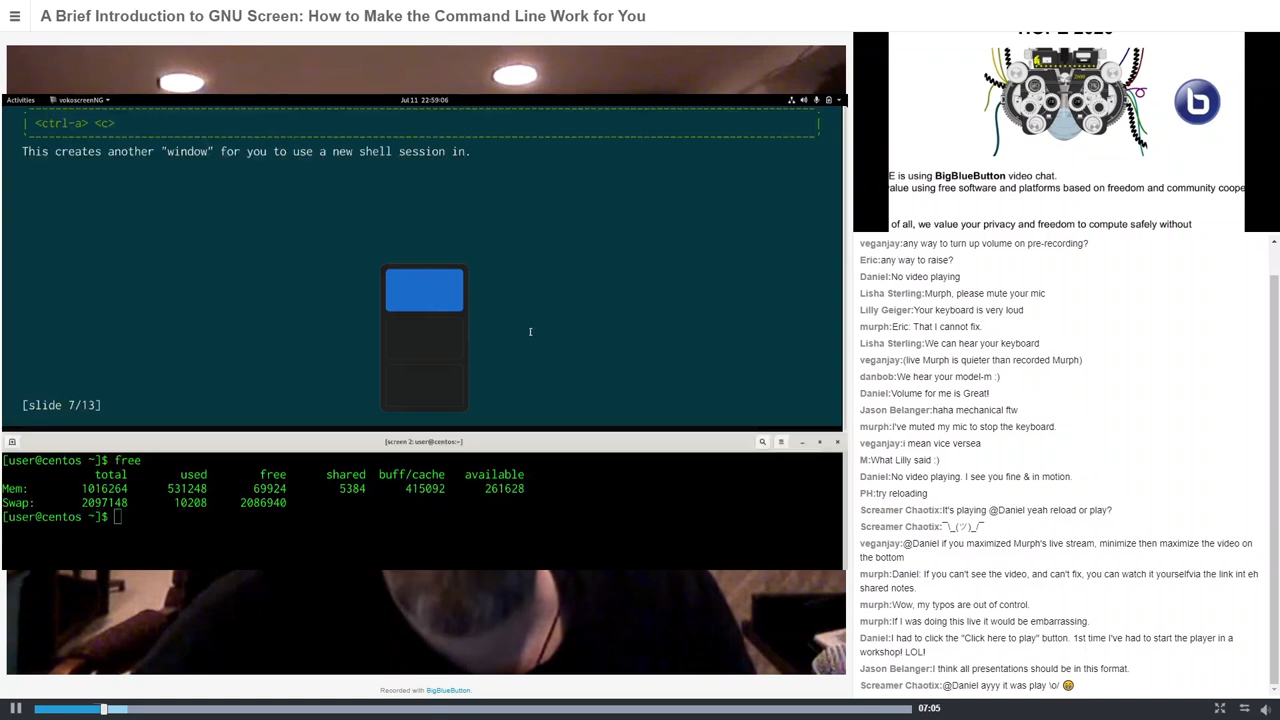 A Brief Introduction to GNU Screen: How to Make the Command Line Work for You
Activities
vokoscreenNG
Jul 11 22:59:06
| <ctrl-a> <c> |
This creates another "window" for you to use a new shell session in.
[slide 7/13]
[screen 2: user@centos:~]
[user@centos ~]$ free
total used free shared buff/cache available
Mem: 1016264 531248 69924 5384 415092 261628
Swap: 2097148 10208 2086940
[user@centos ~]$
Recorded with BigBlueButton.
b
E is using BigBlueButton video chat.
value using free software and platforms based on freedom and community coope
of all, we value your privacy and freedom to compute safely without
veganjay:any way to turn up volume on pre-recording?
Eric:any way to raise?
Daniel:No video playing
Lisha Sterling:Murph, please mute your mic
Lilly Geiger:Your keyboard is very loud
murph:Eric: That I cannot fix.
Lisha Sterling:We can hear your keyboard
veganjay:(live Murph is quieter than recorded Murph)
danbob:We hear your model-m :)
Daniel:Volume for me is Great!
Jason Belanger:haha mechanical ftw
murph:I've muted my mic to stop the keyboard.
veganjay:i mean vice versea
M:What Lilly said :)
Daniel:No video playing. I see you fine & in motion.
PH:try reloading
Screamer Chaotix:It's playing @Daniel yeah reload or play?
Screamer Chaotix:¯\_(ツ)_/¯
veganjay:@Daniel if you maximized Murph's live stream, minimize then maximize the video on
the bottom
murph:Daniel: If you can't see the video, and can't fix, you can watch it yourselfvia the link int eh
shared notes.
murph:Wow, my typos are out of control.
murph:If I was doing this live it would be embarrassing.
Daniel:I had to click the "Click here to play" button. 1st time I've had to start the player in a
workshop! LOL!
Jason Belanger:I think all presentations should be in this format.
Screamer Chaotix:@Daniel ayyy it was play \o/ 😄
07:05